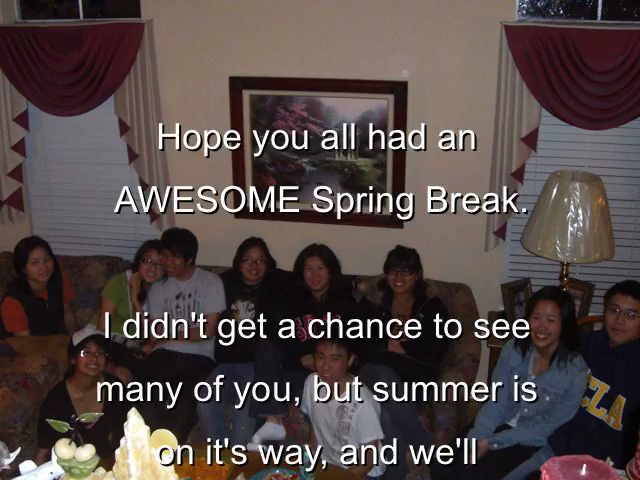 Hope you all had an
AWESOME Spring Break.
I didn't get a chance to see
many of you, but summer is
on it's way, and we'll
CLA